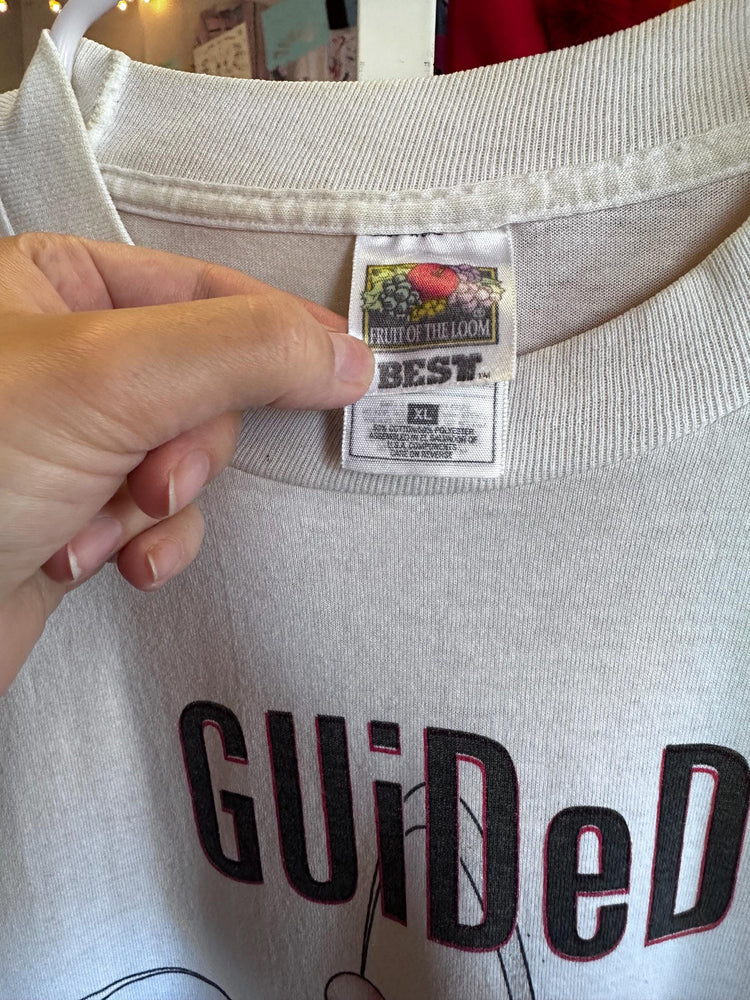 FRUIT OF THE LOOM
BEST™
XL
50% COTTON/50% POLYESTER
ASSEMBLED IN EL SALVADOR OF
U.S.A. COMPONENTS
CARE ON REVERSE
GUiDeD